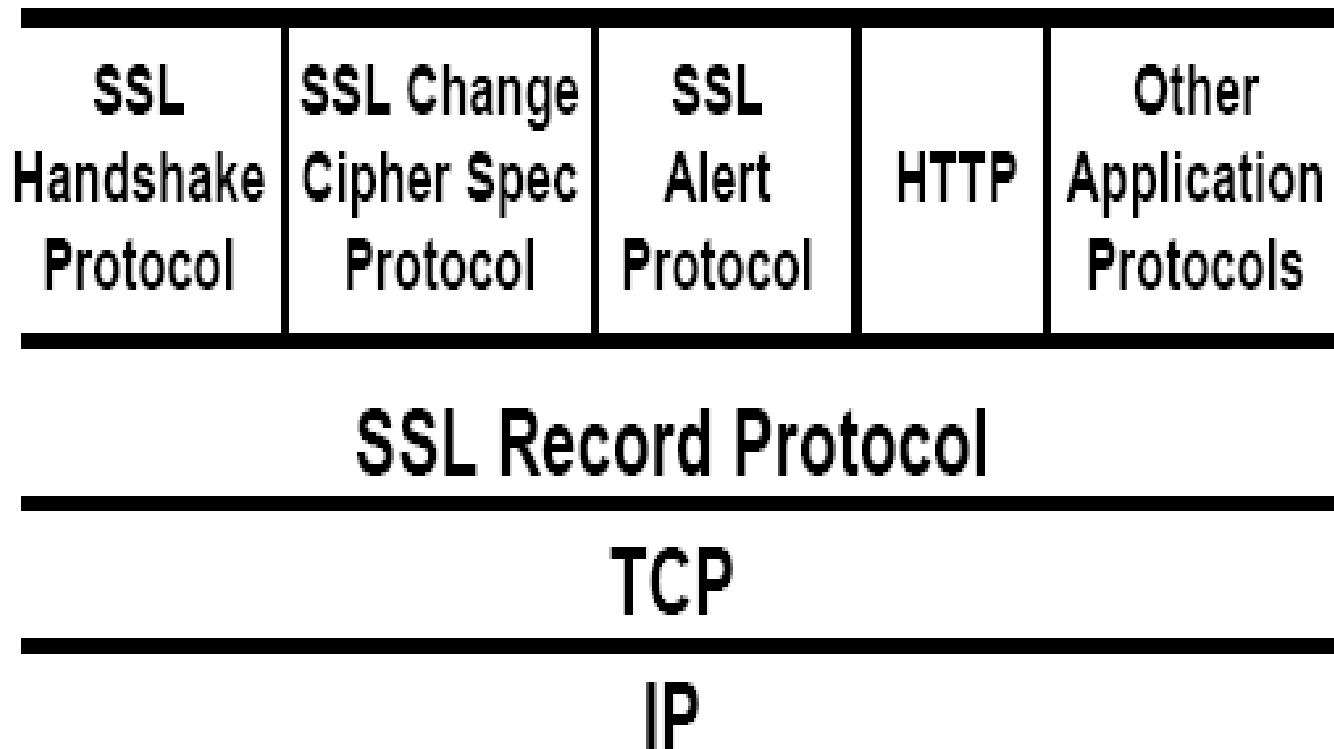 SSL
Handshake
Protocol
SSL Change
Cipher Spec
Protocol
SSL
Alert
Protocol
HTTP
Other
Application
Protocols
SSL Record Protocol
TCP
IP